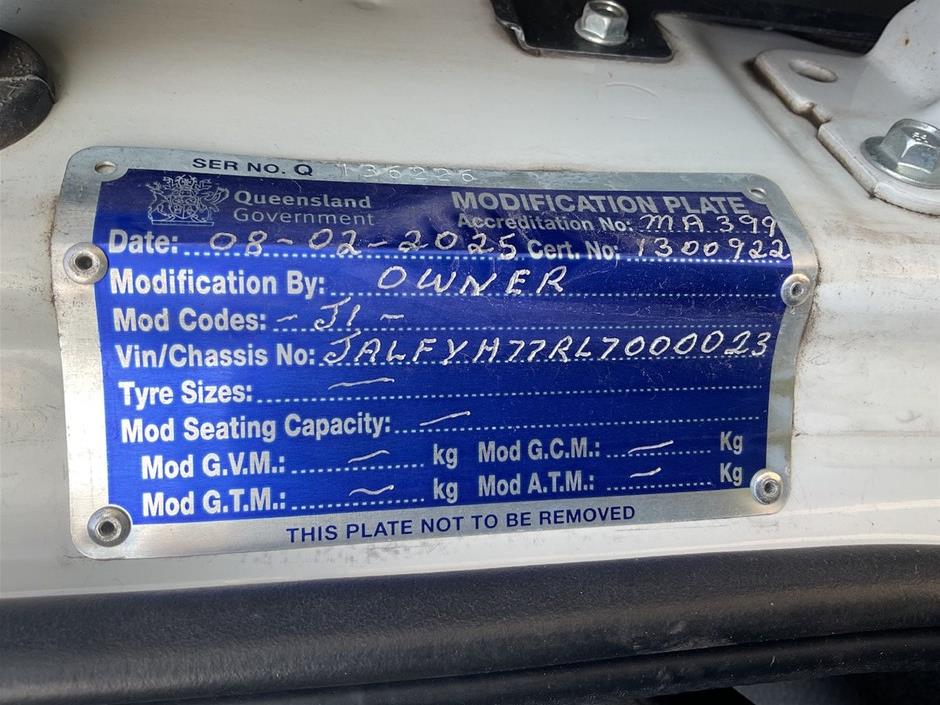 SER NO. Q 136226
Queensland Government
MODIFICATION PLATE
Accreditation No: MA 399
Date: 08-02-2025 Cert. No: 1300922
Modification By: OWNER
Mod Codes: - J1 -
Vin/Chassis No: JALFYH77RL7000023
Tyre Sizes: —
Mod Seating Capacity: —
Mod G.V.M.: — kg Mod G.C.M.: — Kg
Mod G.T.M.: — kg Mod A.T.M.: — Kg
THIS PLATE NOT TO BE REMOVED